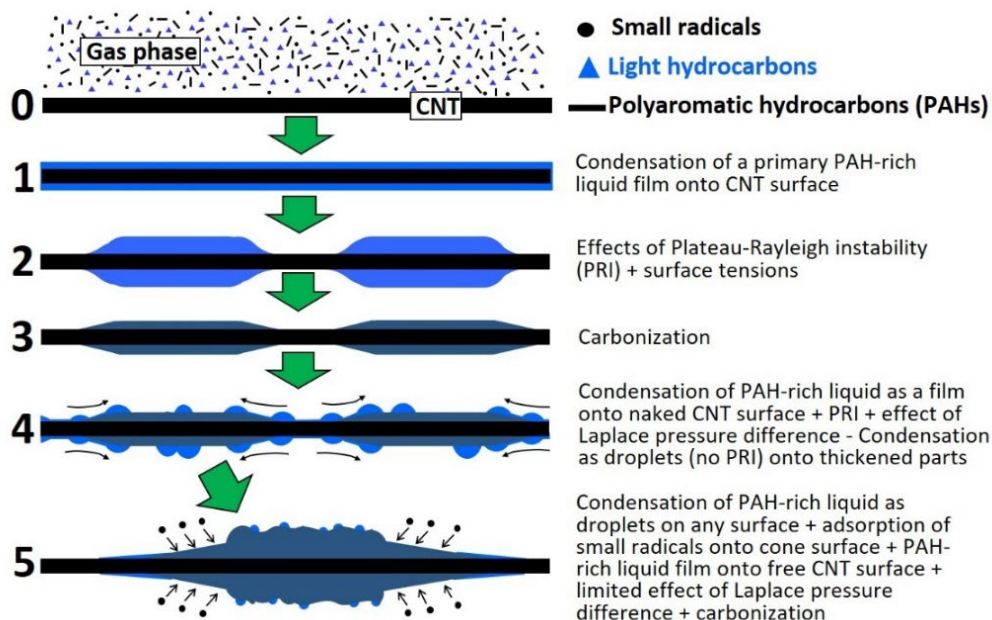 Gas phase
Small radicals
Light hydrocarbons
Polyaromatic hydrocarbons (PAHs)
0
CNT
1
Condensation of a primary PAH-rich
liquid film onto CNT surface
2
Effects of Plateau-Rayleigh instability
(PRI) + surface tensions
3
Carbonization
4
Condensation of PAH-rich liquid as a film
onto naked CNT surface + PRI + effect of
Laplace pressure difference - Condensation
as droplets (no PRI) onto thickened parts
5
Condensation of PAH-rich liquid as
droplets on any surface + adsorption of
small radicals onto cone surface + PAH-
rich liquid film onto free CNT surface +
limited effect of Laplace pressure
difference + carbonization